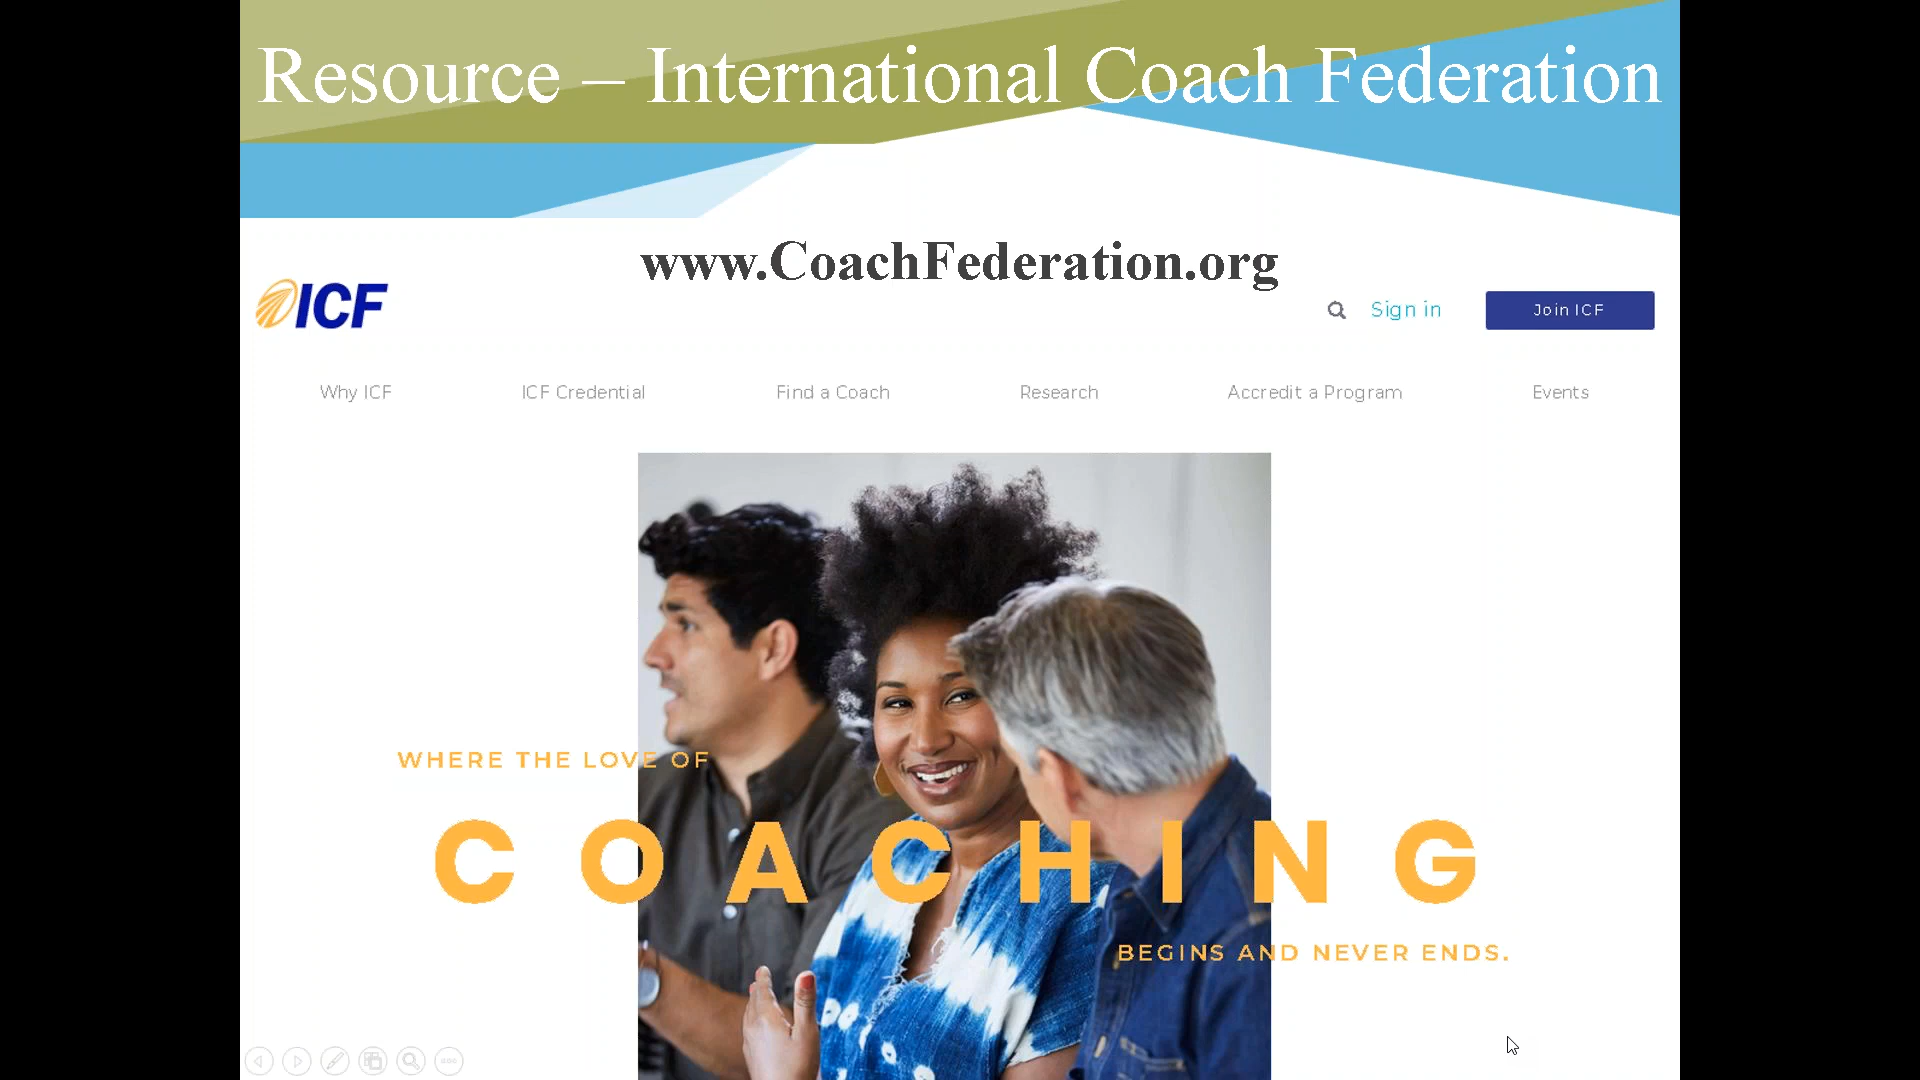 Resource – International Coach Federation
www.CoachFederation.org
ICF
Sign in
Join ICF
Why ICF
ICF Credential
Find a Coach
Research
Accredit a Program
Events
WHERE THE LOVE OF
COACHING
BEGINS AND NEVER ENDS.